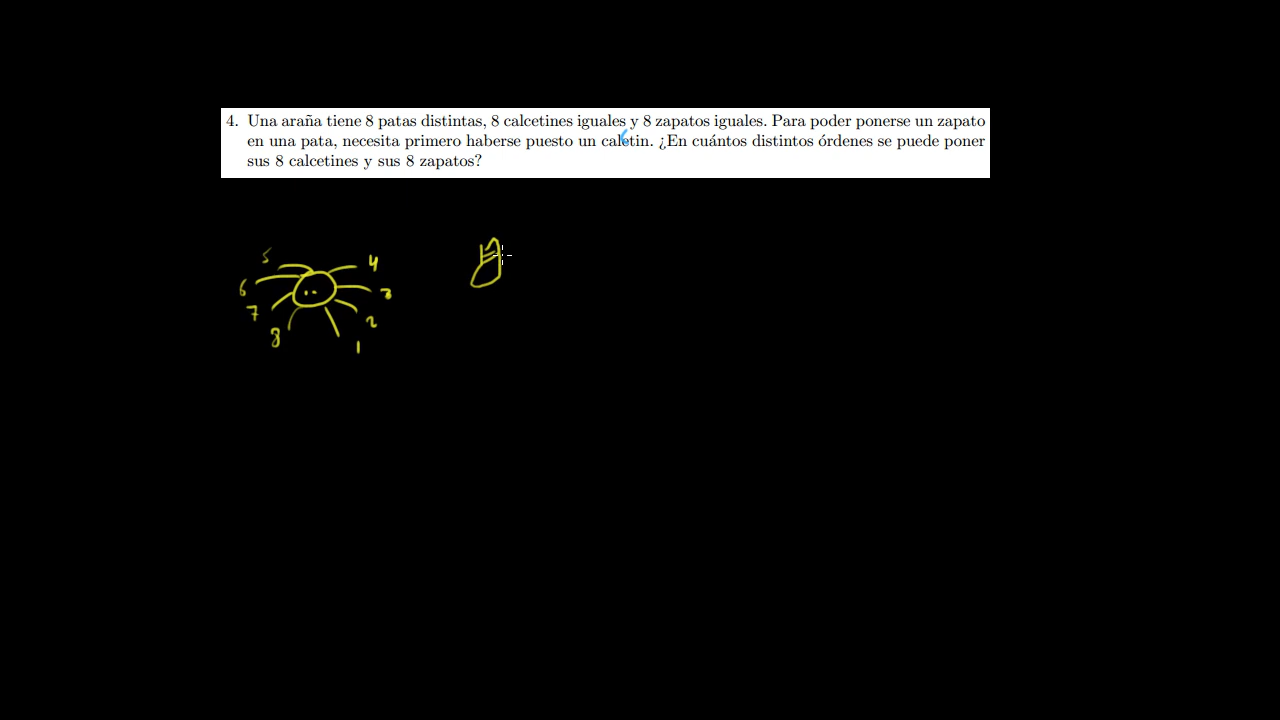 4. Una araña tiene 8 patas distintas, 8 calcetines iguales y 8 zapatos iguales. Para poder ponerse un zapato
en una pata, necesita primero haberse puesto un caletin. ¿En cuántos distintos órdenes se puede poner
sus 8 calcetines y sus 8 zapatos?
5 4
6 3
7 2
8 1